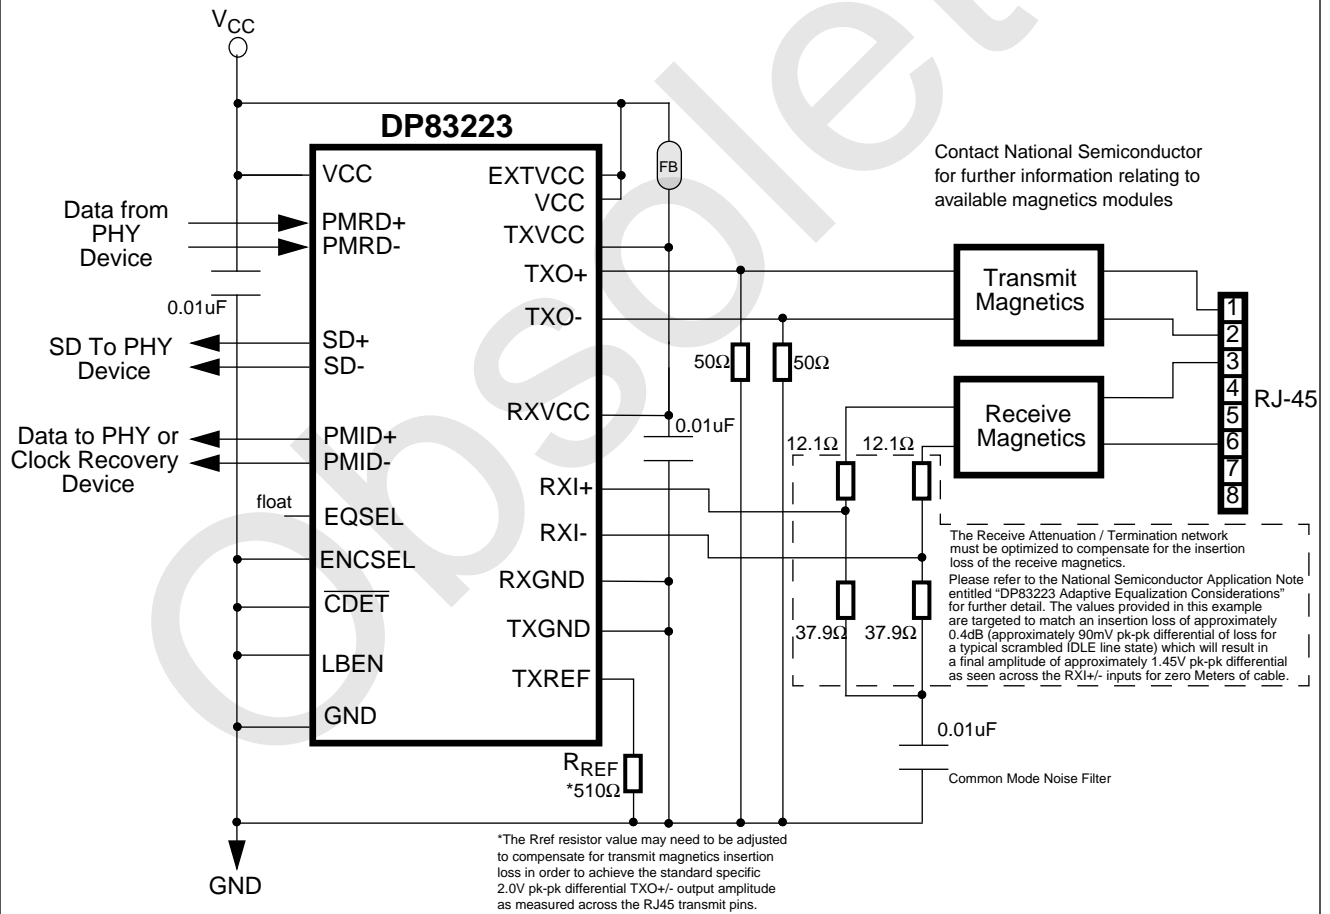 VCC
DP83223
Contact National Semiconductor
for further information relating to
available magnetics modules
Data from
PHY
Device
VCC
PMRD+
PMRD-
0.01uF
SD To PHY
Device
SD+
SD-
Data to PHY or
Clock Recovery
Device
PMID+
PMID-
float
EQSEL
ENCSEL
CDET
LBEN
GND
EXTVCC
VCC
TXVCC
TXO+
TXO-
RXVCC
RXI+
RXI-
RXGND
TXGND
TXREF
FB
0.01uF
50Ω
50Ω
Transmit
Magnetics
Receive
Magnetics
1
2
3
4
5
6
7
8
RJ-45
12.1Ω
12.1Ω
37.9Ω
37.9Ω
The Receive Attenuation / Termination network
must be optimized to compensate for the insertion
loss of the receive magnetics.
Please refer to the National Semiconductor Application Note
entitled “DP83223 Adaptive Equalization Considerations”
for further detail. The values provided in this example
are targeted to match an insertion loss of approximately
0.4dB (approximately 90mV pk-pk differential of loss for
a typical scrambled IDLE line state) which will result in
a final amplitude of approximately 1.45V pk-pk differential
as seen across the RXI+/- inputs for zero Meters of cable.
0.01uF
Common Mode Noise Filter
RREF
*510Ω
GND
*The Rref resistor value may need to be adjusted
to compensate for transmit magnetics insertion
loss in order to achieve the standard specific
2.0V pk-pk differential TXO+/- output amplitude
as measured across the RJ45 transmit pins.
Obsolet